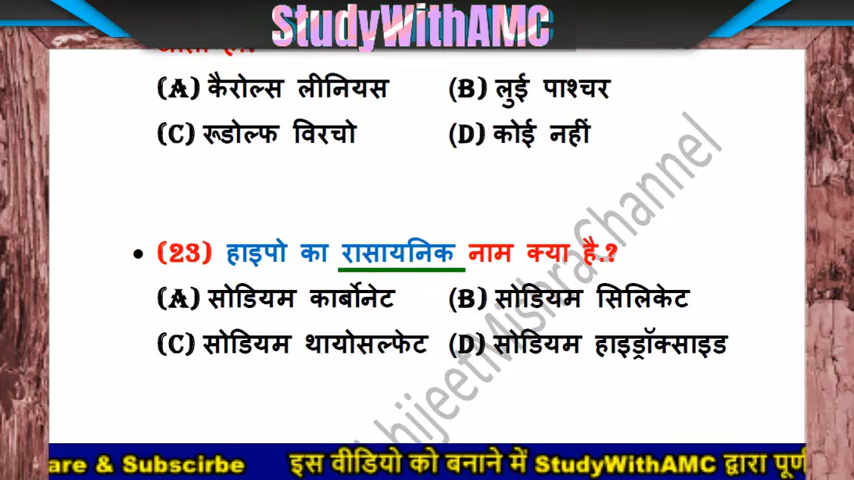 StudyWithAMC
(A) कैरोल्स लीनियस (B) लुई पाश्चर
(C) रूडोल्फ विरचो (D) कोई नहीं
• (23) हाइपो का रासायनिक नाम क्या है.?
(A) सोडियम कार्बोनेट (B) सोडियम सिलिकेट
(C) सोडियम थायोसल्फेट (D) सोडियम हाइड्रॉक्साइड
hijeetMishraChannel
are & Subscirbe इस वीडियो को बनाने में StudyWithAMC द्वारा पूर्ण